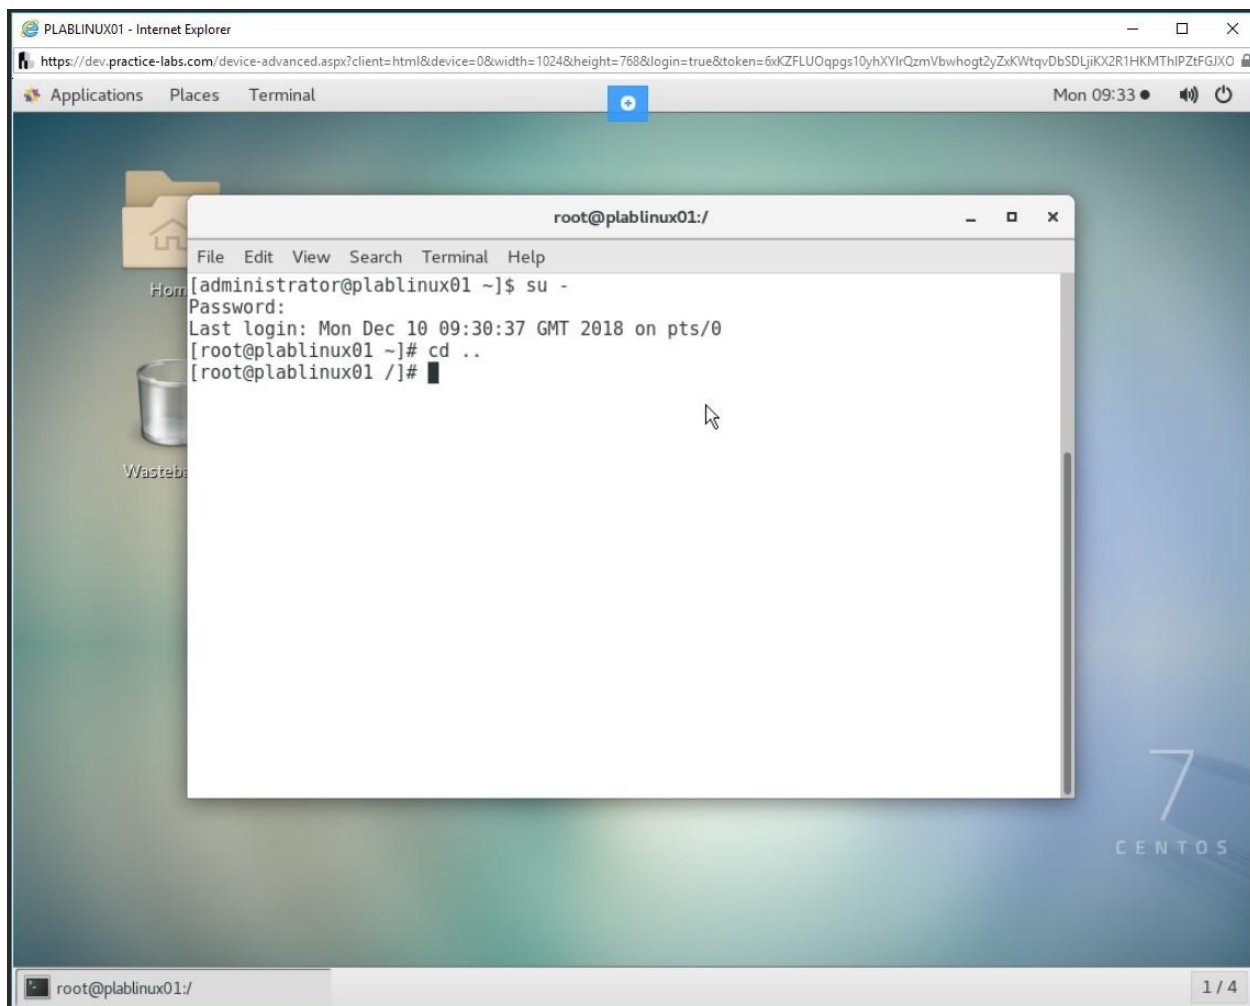 PLABLINUX01 - Internet Explorer
https://dev.practice-labs.com/device-advanced.aspx?client=html&device=0&width=1024&height=768&login=true&token=
Applications Places Terminal Mon 09:33
root@plablinux01:/
File Edit View Search Terminal Help
[administrator@plablinux01 ~]$ su -
Password:
Last login: Mon Dec 10 09:30:37 GMT 2018 on pts/0
[root@plablinux01 ~]# cd ..
[root@plablinux01 /]#
7
CENTOS
root@plablinux01:/ 1 / 4